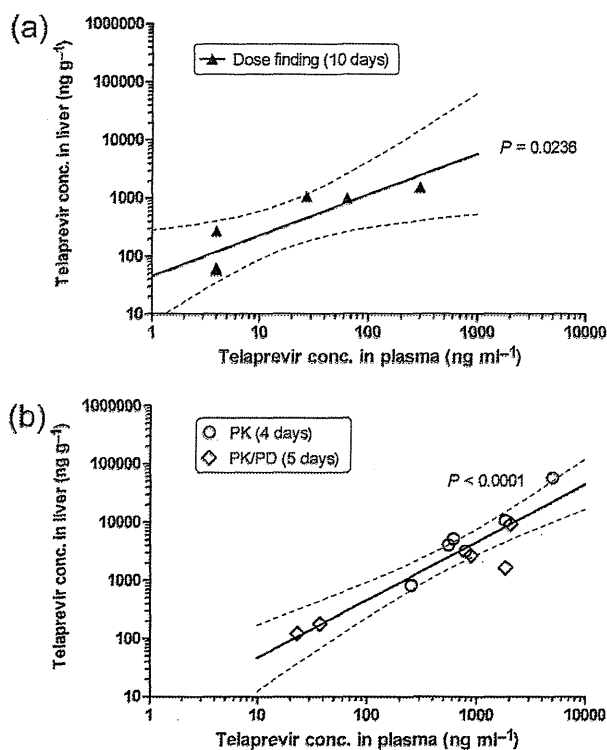 (a)
1000000
100000
10000
1000
100
10
Telaprevir conc. in liver (ng g⁻¹)
Dose finding (10 days)
P = 0.0236
1
10
100
1000
10000
Telaprevir conc. in plasma (ng ml⁻¹)
(b)
1000000
100000
10000
1000
100
10
Telaprevir conc. in liver (ng g⁻¹)
PK (4 days)
PK/PD (5 days)
P < 0.0001
1
10
100
1000
10000
Telaprevir conc. in plasma (ng ml⁻¹)